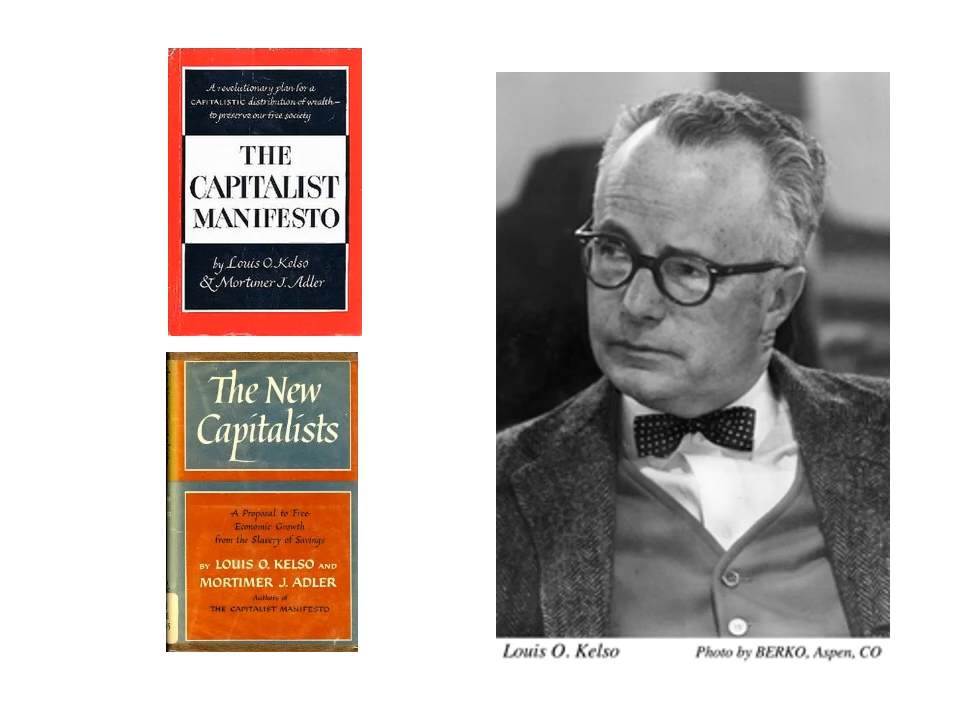 A revolutionary plan for a
CAPITALISTIC distribution of wealth—
to preserve our free society
THE
CAPITALIST
MANIFESTO
by Louis O. Kelso
& Mortimer J. Adler
The New
Capitalists
A Proposal to Free
Economic Growth
from the Slavery of Savings
BY LOUIS O. KELSO AND
MORTIMER J. ADLER
Authors of
THE CAPITALIST MANIFESTO
Louis O. Kelso Photo by BERKO, Aspen, CO